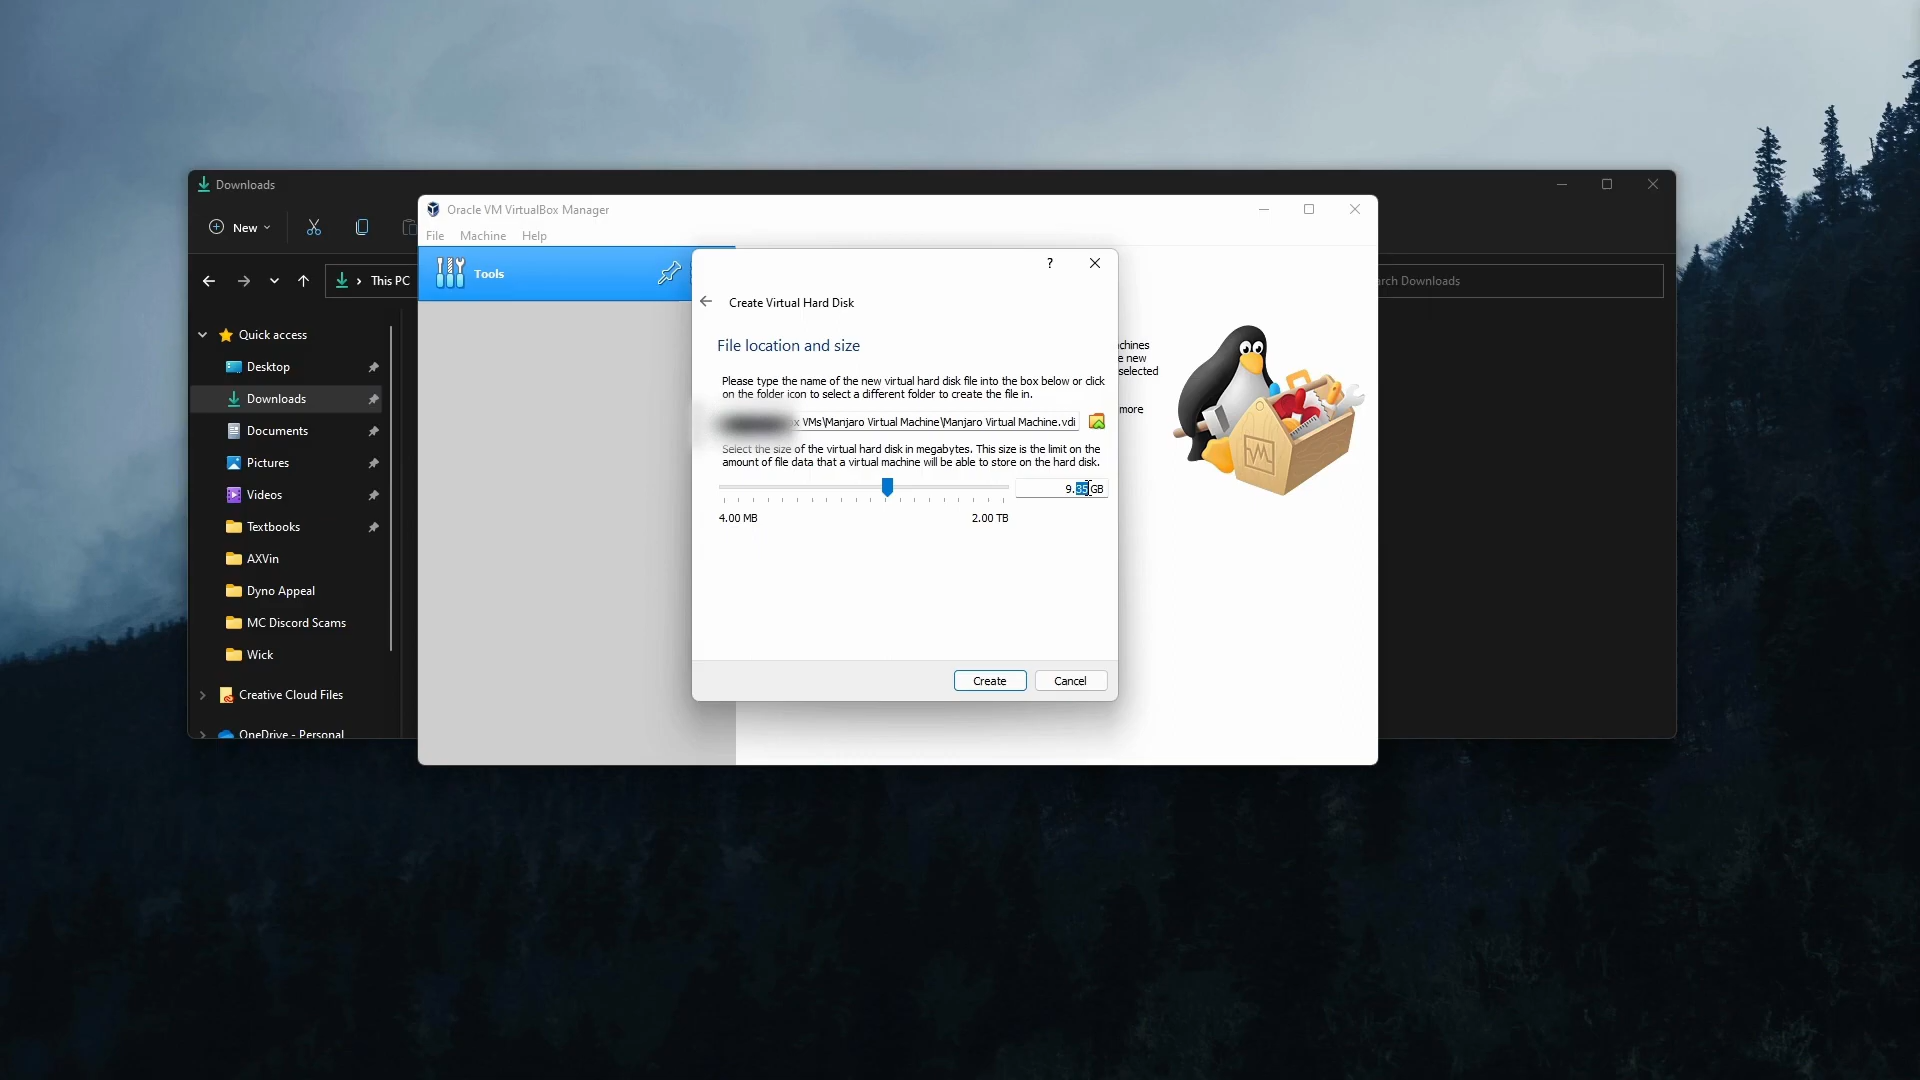 Downloads
New
This PC
arch Downloads
Quick access
Desktop
Downloads
Documents
Pictures
Videos
Textbooks
AXVin
Dyno Appeal
MC Discord Scams
Wick
Creative Cloud Files
OneDrive - Personal
Oracle VM VirtualBox Manager
File Machine Help
Tools
chines
e new
selected
more
?
Create Virtual Hard Disk
File location and size
Please type the name of the new virtual hard disk file into the box below or click
on the folder icon to select a different folder to create the file in.
x VMs\Manjaro Virtual Machine\Manjaro Virtual Machine.vdi
Select the size of the virtual hard disk in megabytes. This size is the limit on the
amount of file data that a virtual machine will be able to store on the hard disk.
9.35 GB
4.00 MB 2.00 TB
Create Cancel